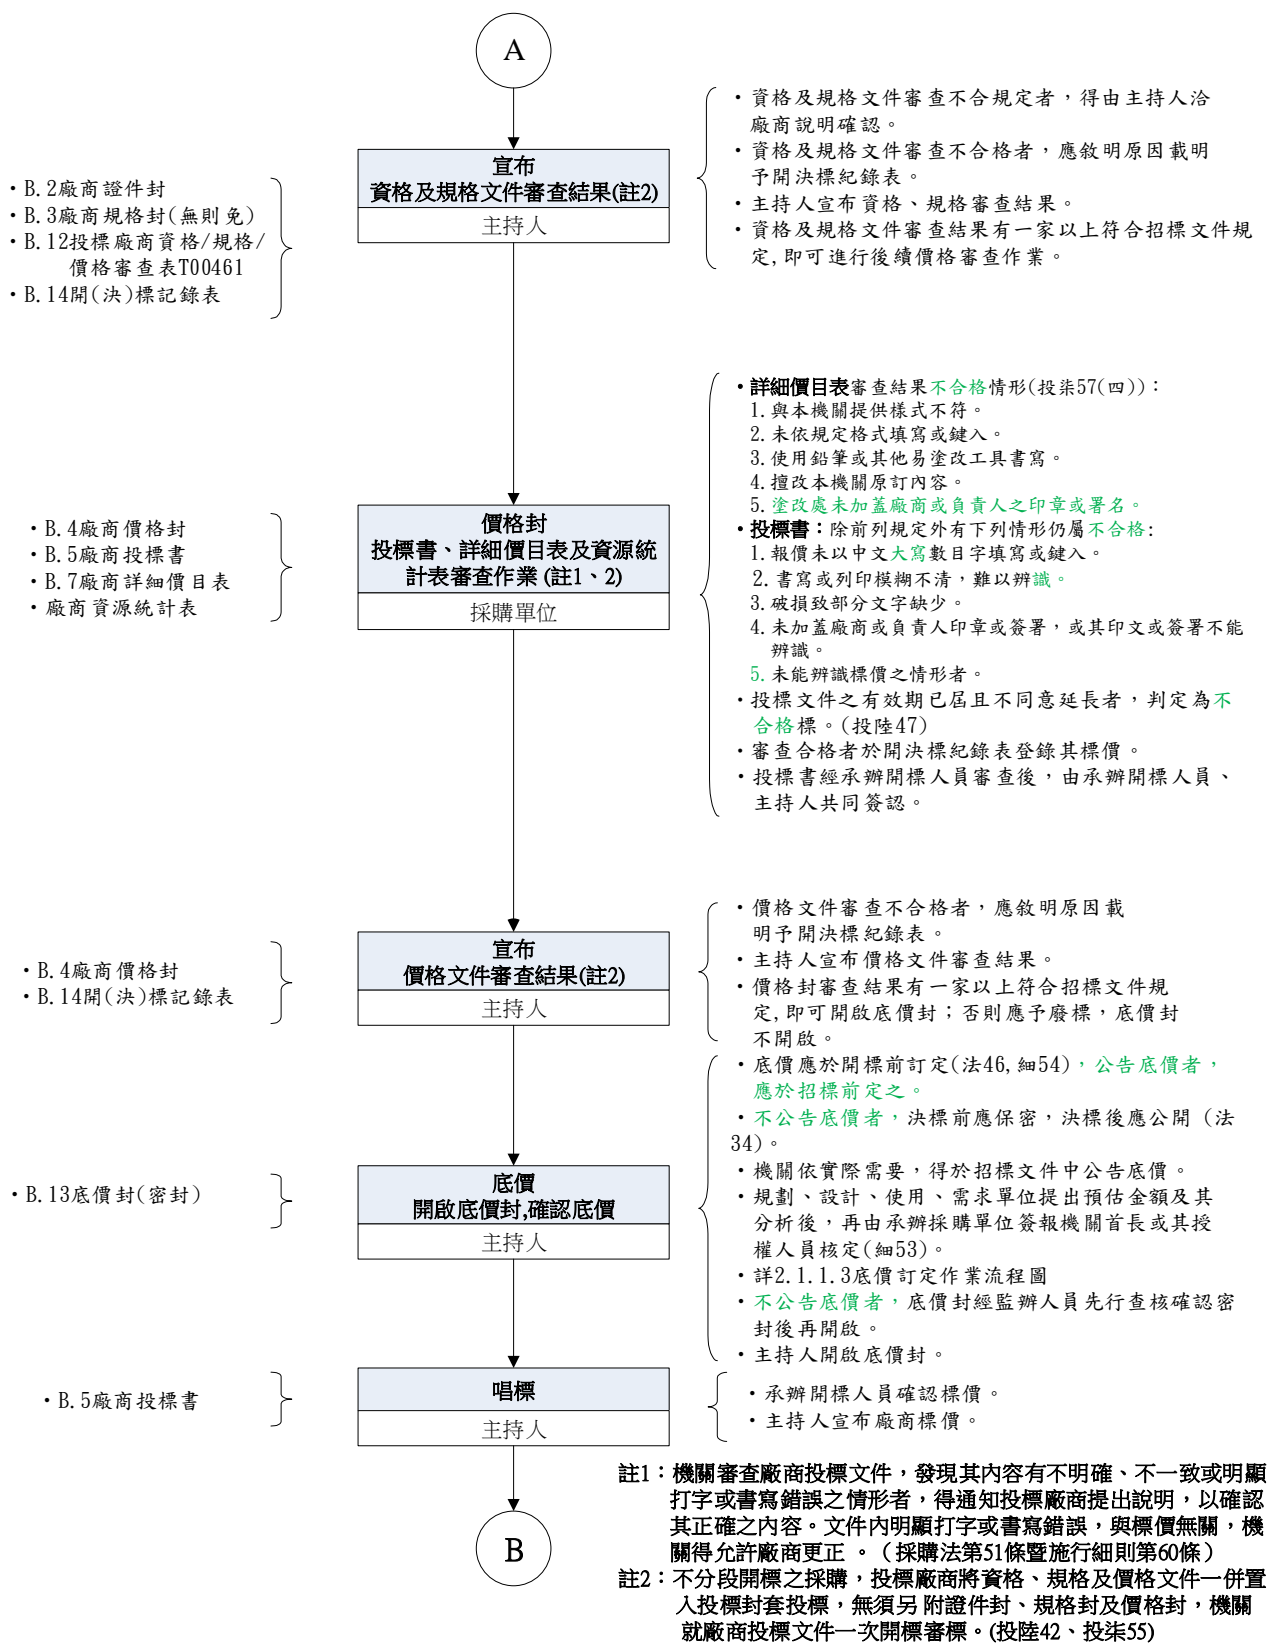 A
宣布
資格及規格文件審查結果(註2)
主持人
・B.2廠商證件封
・B.3廠商規格封(無則免)
・B.12投標廠商資格/規格/
價格審查表T00461
・B.14開(決)標記錄表
・資格及規格文件審查不合規定者，得由主持人洽
廠商說明確認。
・資格及規格文件審查不合格者，應敘明原因載明
予開決標紀錄表。
・主持人宣布資格、規格審查結果。
・資格及規格文件審查結果有一家以上符合招標文件規
定,即可進行後續價格審查作業。
價格封
投標書、詳細價目表及資源統
計表審查作業 (註1、2)
採購單位
・B.4廠商價格封
・B.5廠商投標書
・B.7廠商詳細價目表
・廠商資源統計表
・詳細價目表審查結果不合格情形(投柒57(四))：
1.與本機關提供樣式不符。
2.未依規定格式填寫或鍵入。
3.使用鉛筆或其他易塗改工具書寫。
4.擅改本機關原訂內容。
5.塗改處未加蓋廠商或負責人之印章或署名。
・投標書：除前列規定外有下列情形仍屬不合格:
1.報價未以中文大寫數目字填寫或鍵入。
2.書寫或列印模糊不清，難以辨識。
3.破損致部分文字缺少。
4.未加蓋廠商或負責人印章或簽署，或其印文或簽署不能
辨識。
5.未能辨識標價之情形者。
・投標文件之有效期已屆且不同意延長者，判定為不
合格標。(投陸47)
・審查合格者於開決標紀錄表登錄其標價。
・投標書經承辦開標人員審查後，由承辦開標人員、
主持人共同簽認。
宣布
價格文件審查結果(註2)
主持人
・B.4廠商價格封
・B.14開(決)標記錄表
・價格文件審查不合格者，應敘明原因載
明予開決標紀錄表。
・主持人宣布價格文件審查結果。
・價格封審查結果有一家以上符合招標文件規
定,即可開啟底價封；否則應予廢標，底價封
不開啟。
底價
開啟底價封,確認底價
主持人
・B.13底價封(密封)
・底價應於開標前訂定(法46,細54)，公告底價者，
應於招標前定之。
・不公告底價者，決標前應保密，決標後應公開 (法
34)。
・機關依實際需要，得於招標文件中公告底價。
・規劃、設計、使用、需求單位提出預估金額及其
分析後，再由承辦採購單位簽報機關首長或其授
權人員核定(細53)。
・詳2.1.1.3底價訂定作業流程圖
・不公告底價者，底價封經監辦人員先行查核確認密
封後再開啟。
・主持人開啟底價封。
唱標
主持人
・B.5廠商投標書
・承辦開標人員確認標價。
・主持人宣布廠商標價。
B
註1：機關審查廠商投標文件，發現其內容有不明確、不一致或明顯
打字或書寫錯誤之情形者，得通知投標廠商提出說明，以確認
其正確之內容。文件內明顯打字或書寫錯誤，與標價無關，機
關得允許廠商更正 。（採購法第51條暨施行細則第60條）
註2：不分段開標之採購，投標廠商將資格、規格及價格文件一併置
入投標封套投標，無須另附證件封、規格封及價格封，機關
就廠商投標文件一次開標審標。(投陸42、投柒55)